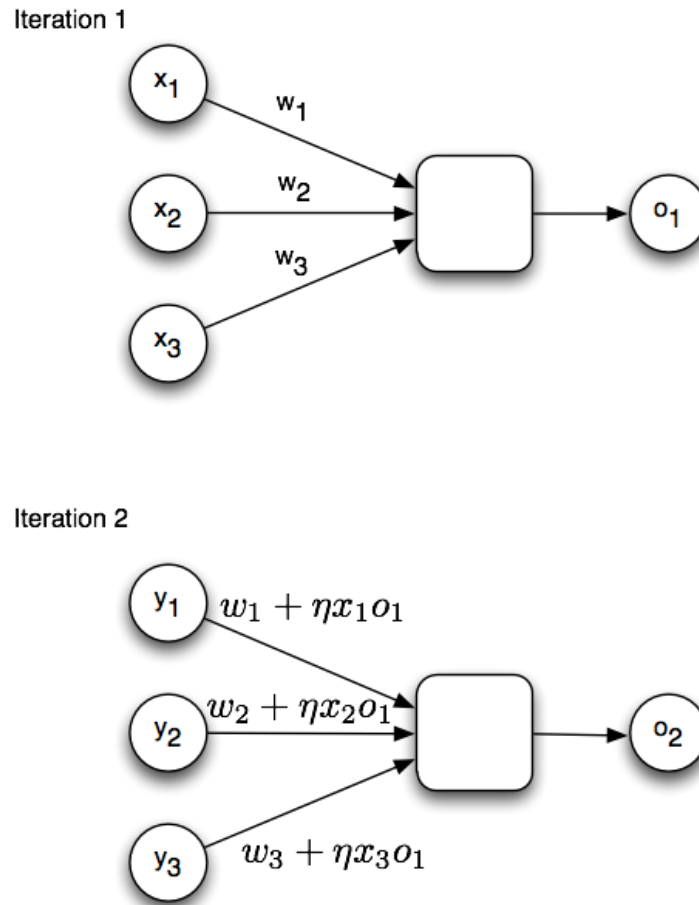 Iteration 1
x1
w1
w2
x2
o1
w3
x3
Iteration 2
y1
w1 + ηx1o1
w2 + ηx2o1
y2
o2
w3 + ηx3o1
y3